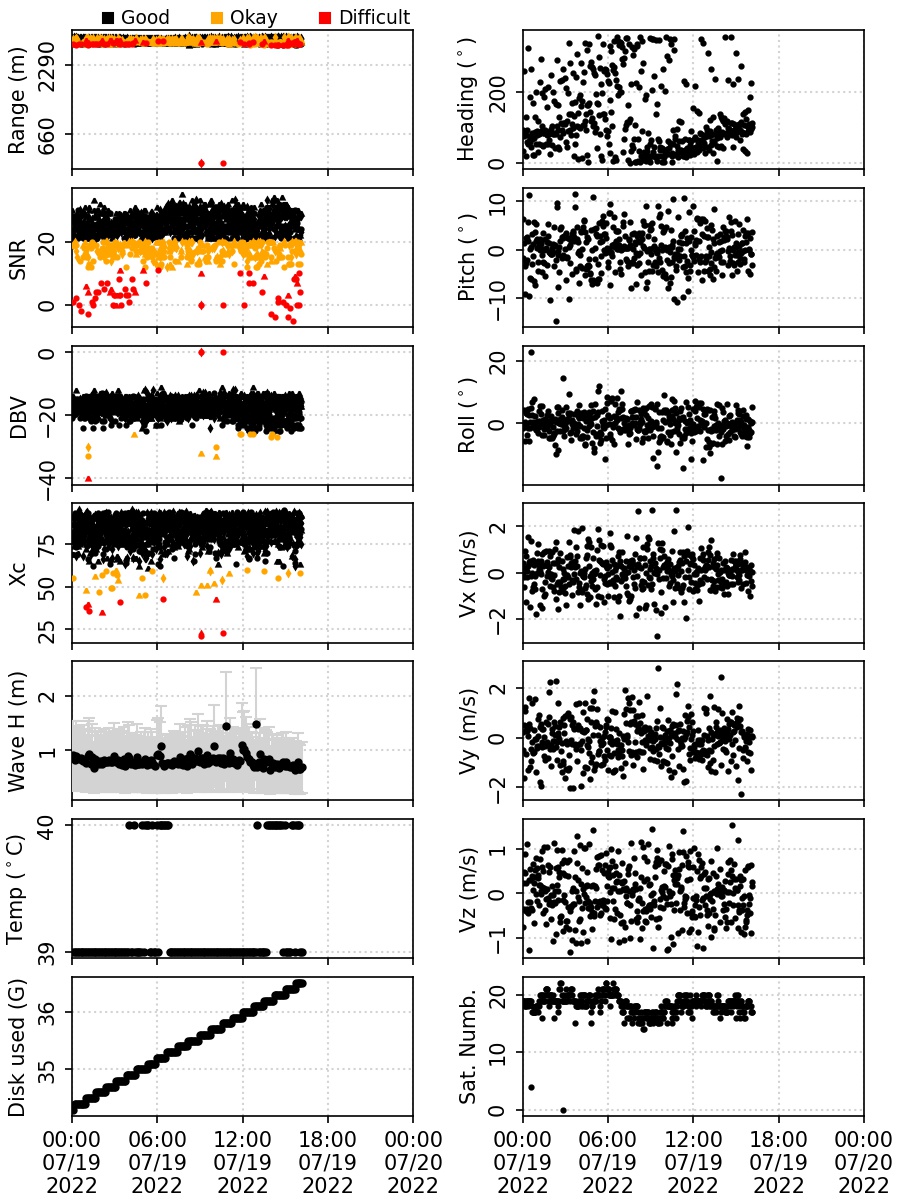 Good Okay Difficult
Range (m)
2290
660
Heading (°)
200
0
SNR
20
0
Pitch (°)
10
0
−10
DBV
0
−20
−40
Roll (°)
20
0
Xc
75
50
25
Vx (m/s)
2
0
−2
Wave H (m)
2
1
Vy (m/s)
2
0
−2
Temp (°C)
40
39
Vz (m/s)
1
0
−1
Disk used (G)
36
35
Sat. Numb.
20
10
0
00:00 06:00 12:00 18:00 00:00 00:00 06:00 12:00 18:00 00:00
07/19 07/19 07/19 07/19 07/20 07/19 07/19 07/19 07/19 07/20
2022 2022 2022 2022 2022 2022 2022 2022 2022 2022